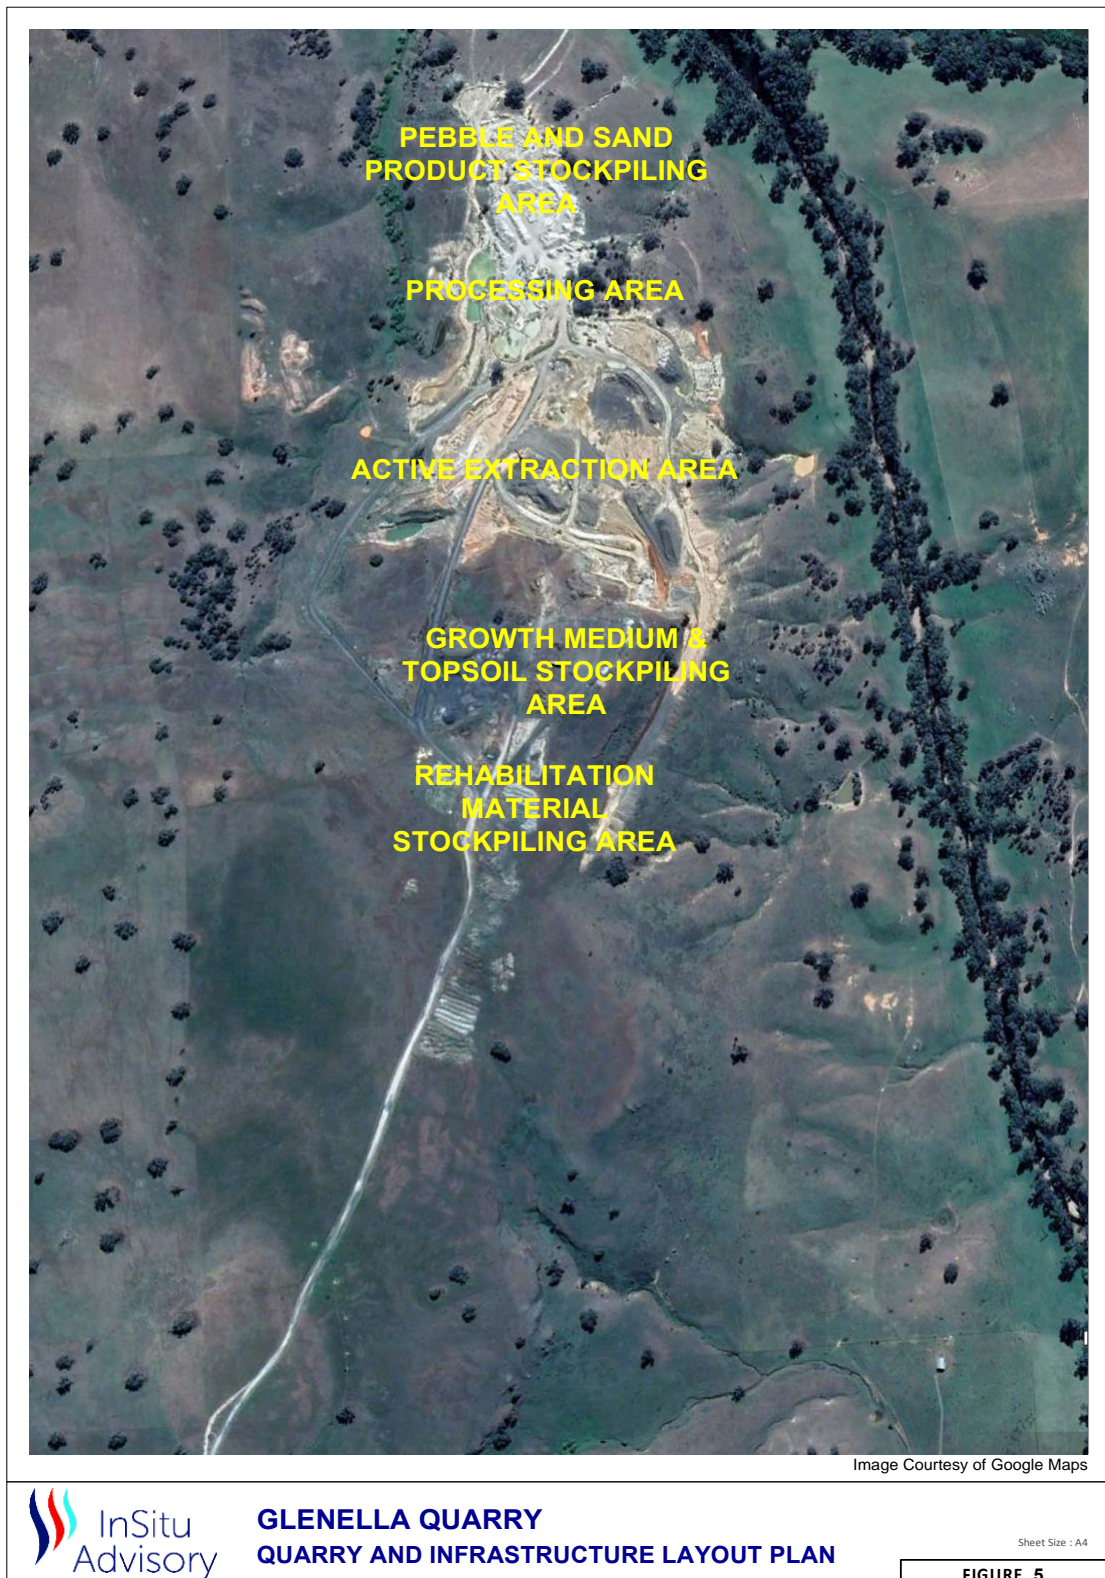 PEBBLE AND SAND
PRODUCT STOCKPILING
AREA
PROCESSING AREA
ACTIVE EXTRACTION AREA
GROWTH MEDIUM &
TOPSOIL STOCKPILING
AREA
REHABILITATION
MATERIAL
STOCKPILING AREA
Image Courtesy of Google Maps
InSitu
Advisory
GLENELLA QUARRY
QUARRY AND INFRASTRUCTURE LAYOUT PLAN
Sheet Size : A4
FIGURE 5